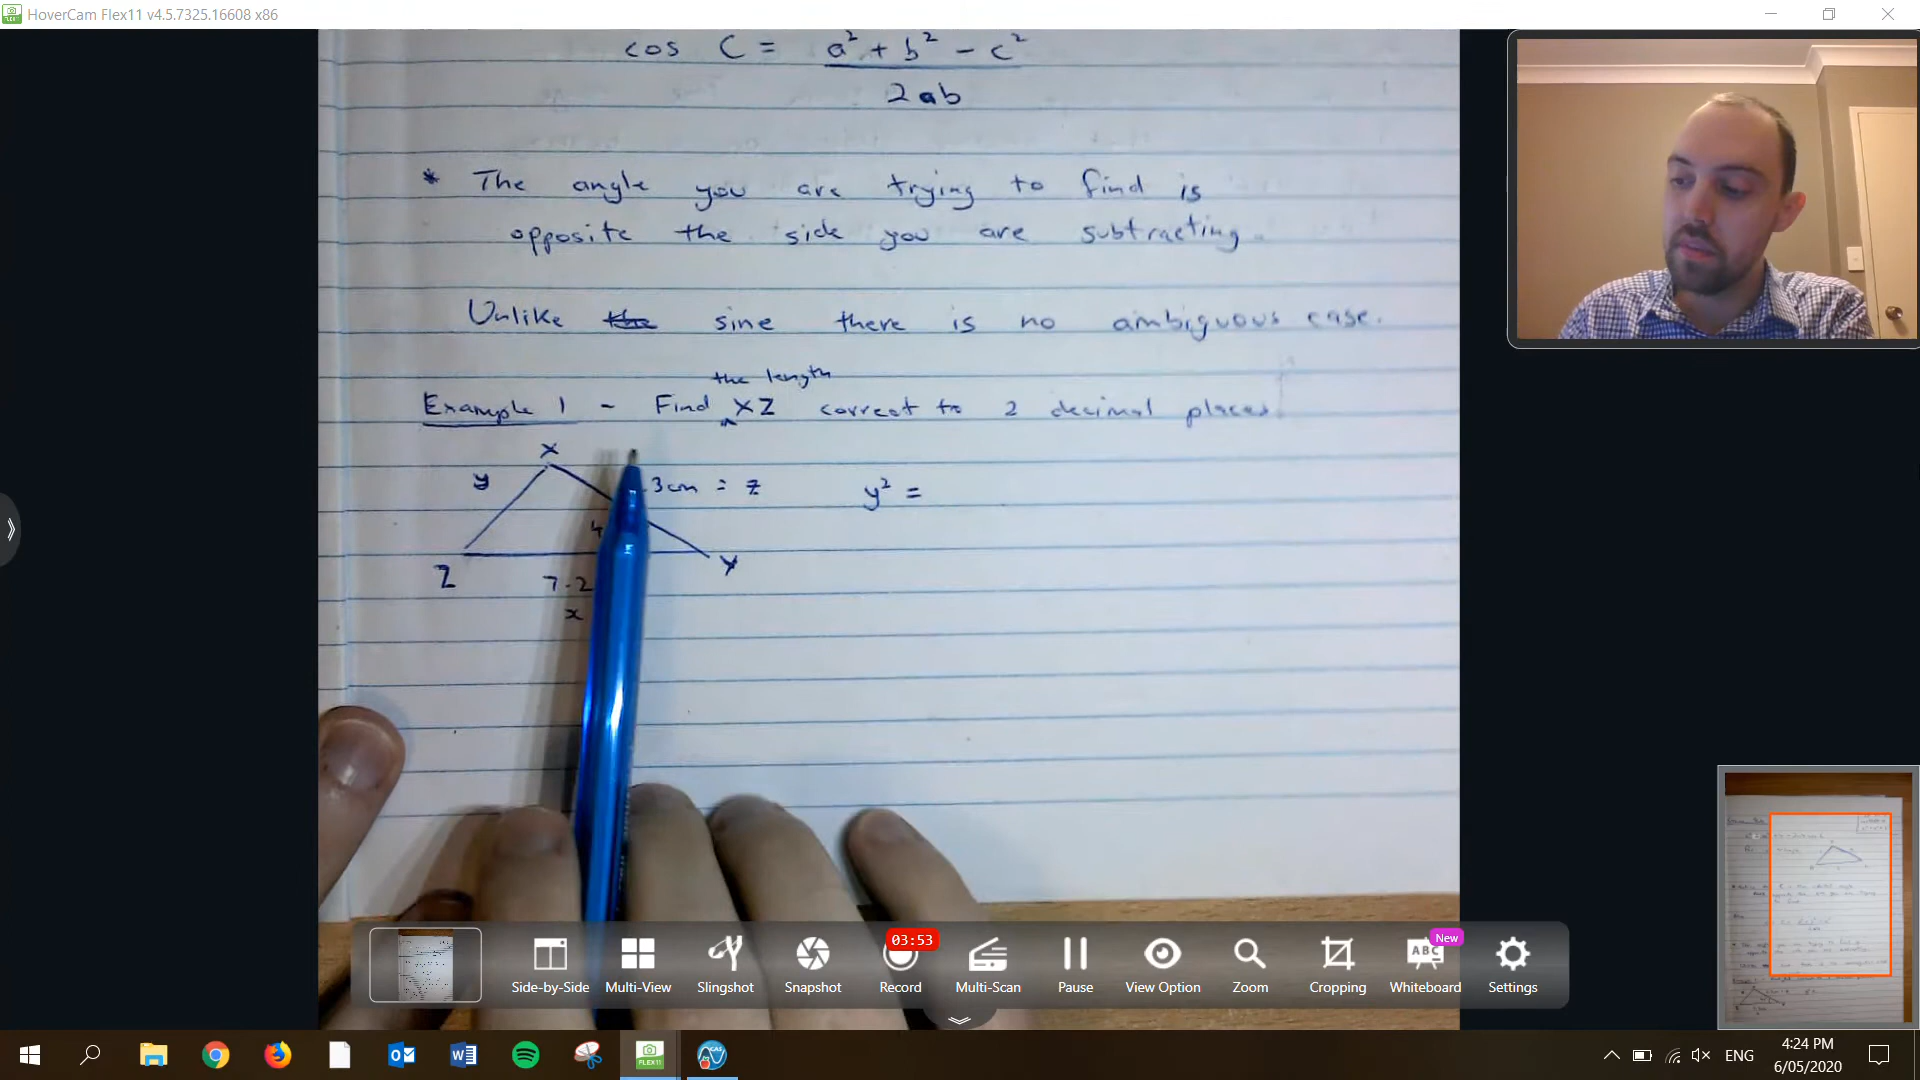 HoverCam Flex11 v4.5.7325.16608 x86
cos C = a² + b² - c²
2ab
* The angle you are trying to find is
opposite the side you are subtracting.
Unlike the sine there is no ambiguous case.
the length
Example 1 - Find XZ correct to 2 decimal places
X
y
3cm = z
y² =
4
Z
Y
7.2
x
03:53
New
ABC
Side-by-Side Multi-View Slingshot Snapshot Record Multi-Scan Pause View Option Zoom Cropping Whiteboard Settings
FLEX11
CAS
ENG
4:24 PM
6/05/2020